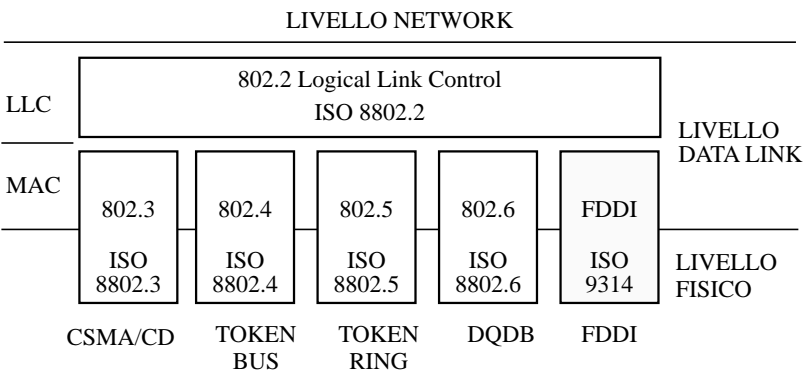 LIVELLO NETWORK
802.2 Logical Link Control
LLC
ISO 8802.2
LIVELLO
DATA LINK
MAC
802.3 802.4 802.5 802.6 FDDI
ISO ISO ISO ISO ISO
8802.3 8802.4 8802.5 8802.6 9314
LIVELLO
FISICO
CSMA/CD TOKEN TOKEN DQDB FDDI
BUS RING